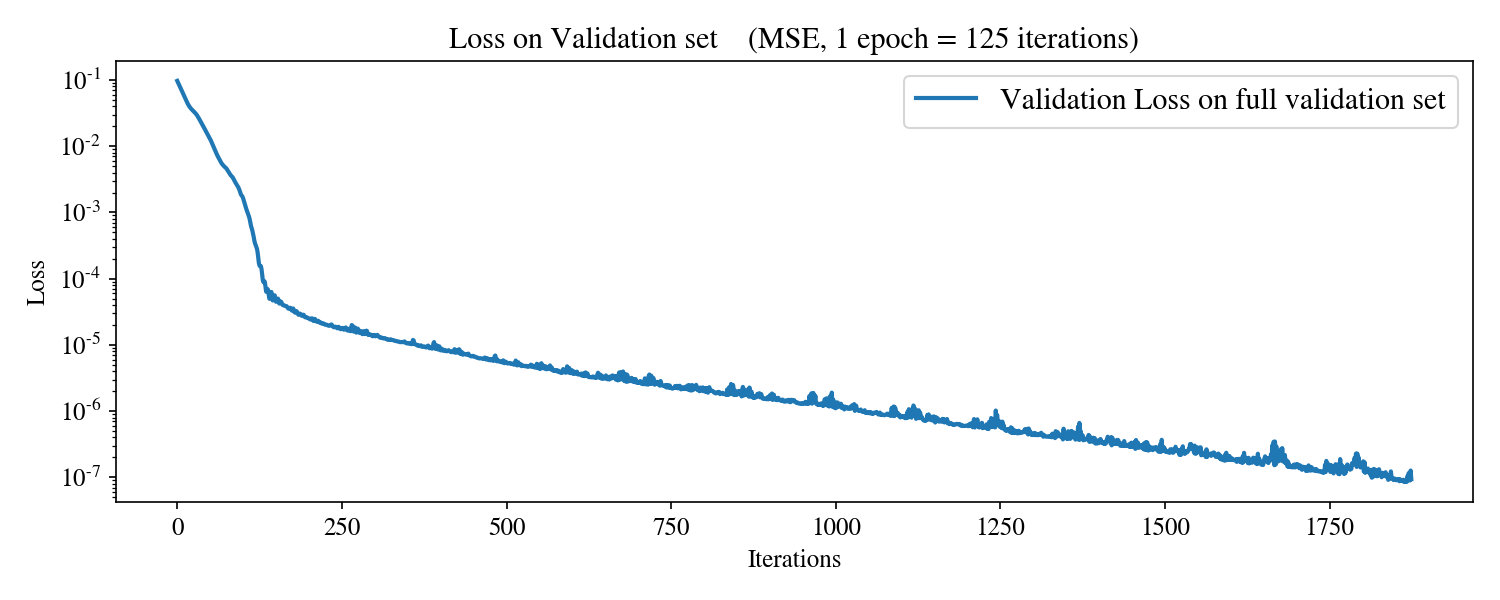 Loss on Validation set (MSE, 1 epoch = 125 iterations)
Validation Loss on full validation set
Loss
10-1
10-2
10-3
10-4
10-5
10-6
10-7
0 250 500 750 1000 1250 1500 1750
Iterations